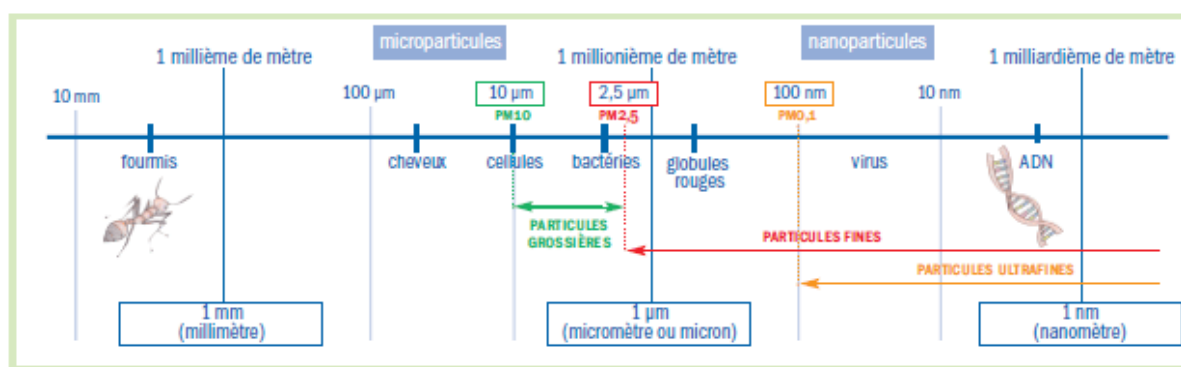 microparticules
nanoparticules
1 millième de mètre
1 millionième de mètre
1 milliardième de mètre
10 mm
100 µm
10 µm
2,5 µm
100 nm
10 nm
PM10
PM2,5
PM0,1
fourmis
cheveux
cellules
bactéries
globules
rouges
virus
ADN
PARTICULES
GROSSIÈRES
PARTICULES FINES
PARTICULES ULTRAFINES
1 mm
(millimètre)
1 µm
(micromètre ou micron)
1 nm
(nanomètre)